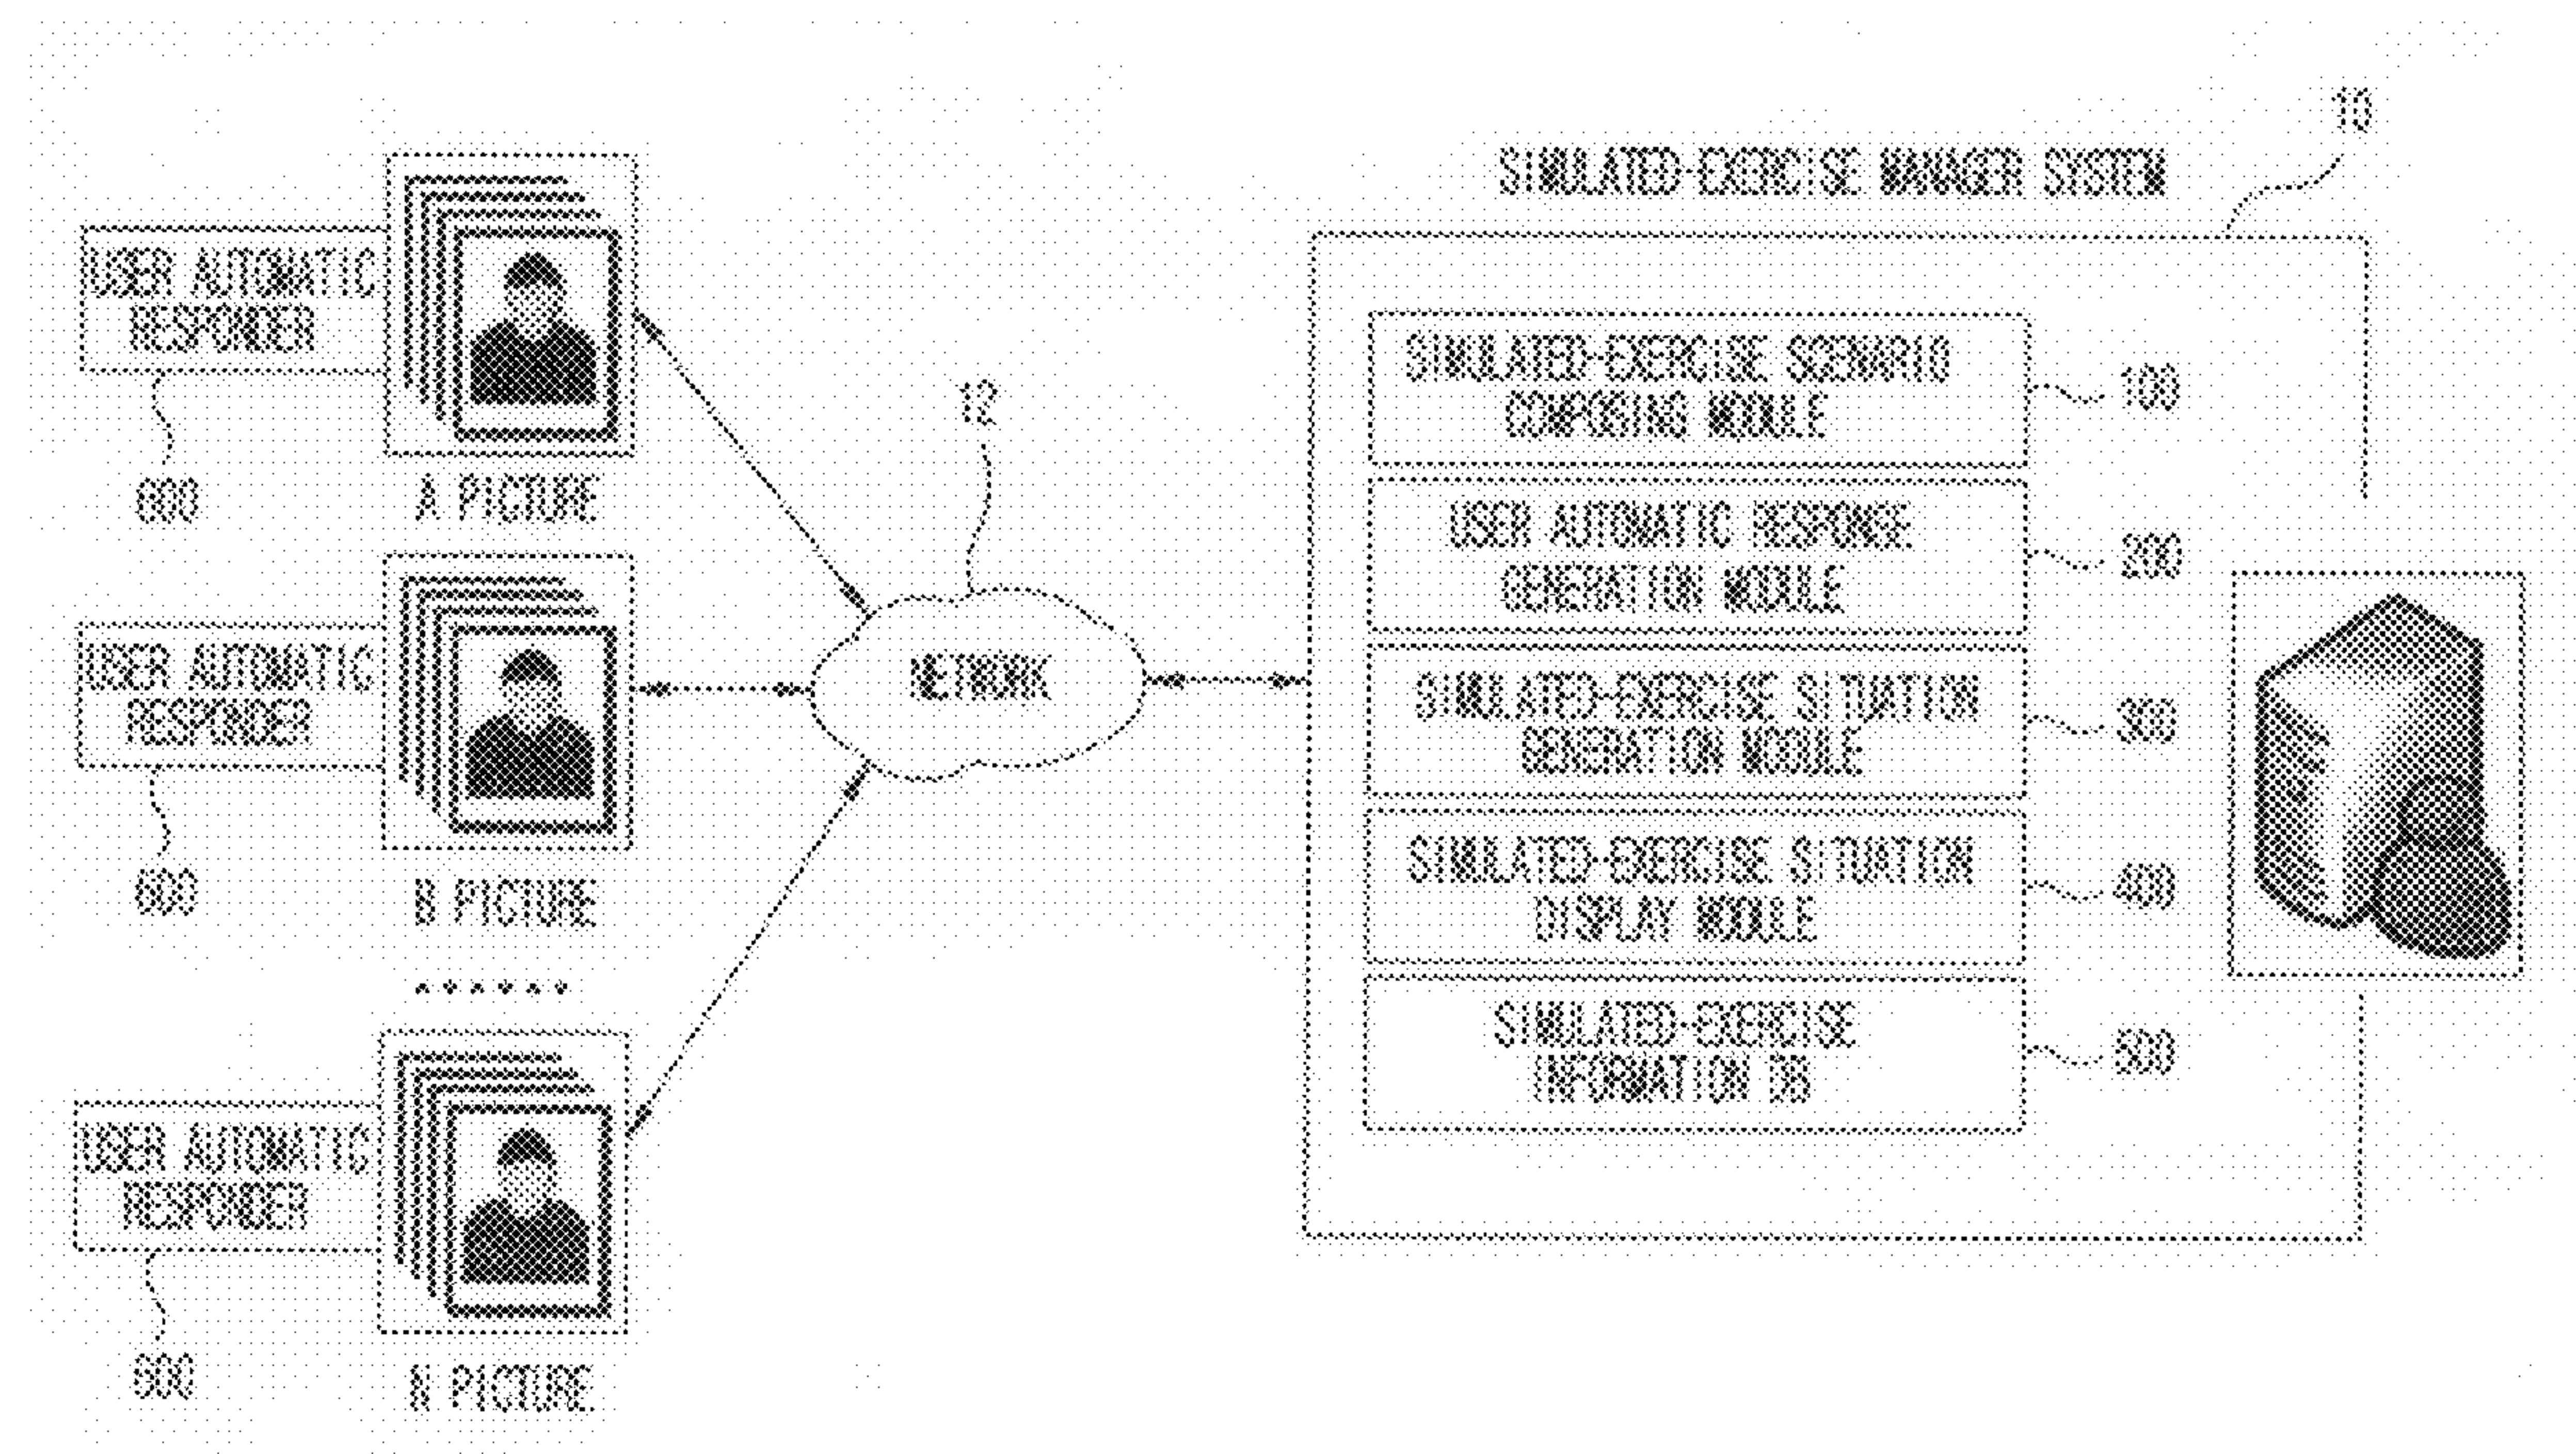 10
SIMULATED-EXERCISE MANAGER SYSTEM
USER AUTOMATIC
RESPONDER
600
A PICTURE
USER AUTOMATIC
RESPONDER
600
B PICTURE
......
USER AUTOMATIC
RESPONDER
600
N PICTURE
12
NETWORK
SIMULATED-EXERCISE SCENARIO
COMPOSING MODULE
100
USER AUTOMATIC RESPONSE
GENERATION MODULE
200
SIMULATED-EXERCISE SITUATION
GENERATION MODULE
300
SIMULATED-EXERCISE SITUATION
DISPLAY MODULE
400
SIMULATED-EXERCISE
INFORMATION DB
500